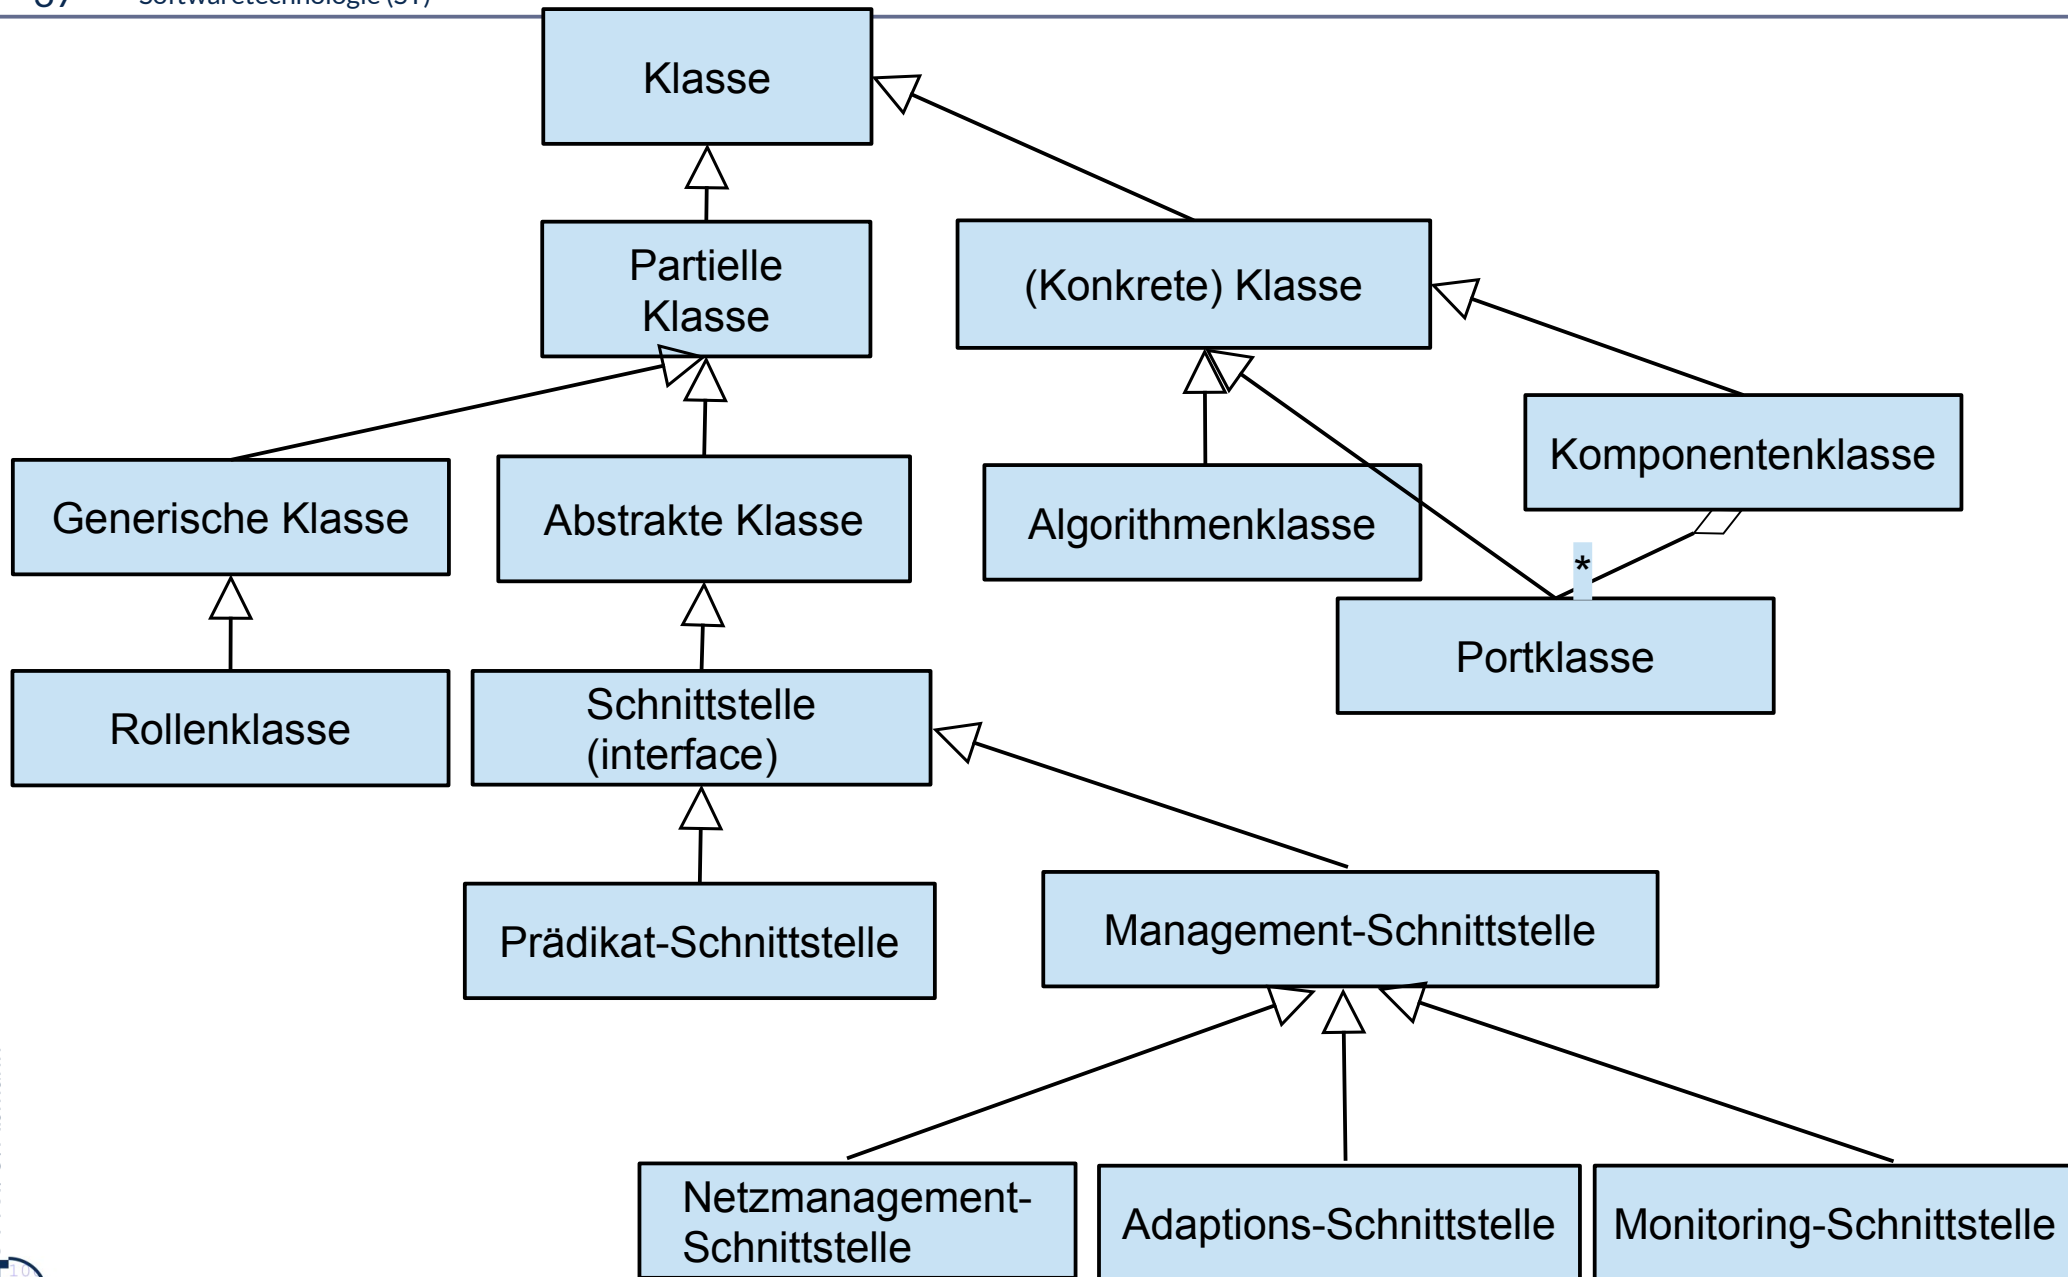 Softwaretechnologie (ST)
Klasse
Partielle
Klasse
(Konkrete) Klasse
Komponentenklasse
Generische Klasse
Abstrakte Klasse
Algorithmenklasse
*
Portklasse
Rollenklasse
Schnittstelle
(interface)
Prädikat-Schnittstelle
Management-Schnittstelle
Netzmanagement-
Schnittstelle
Adaptions-Schnittstelle
Monitoring-Schnittstelle